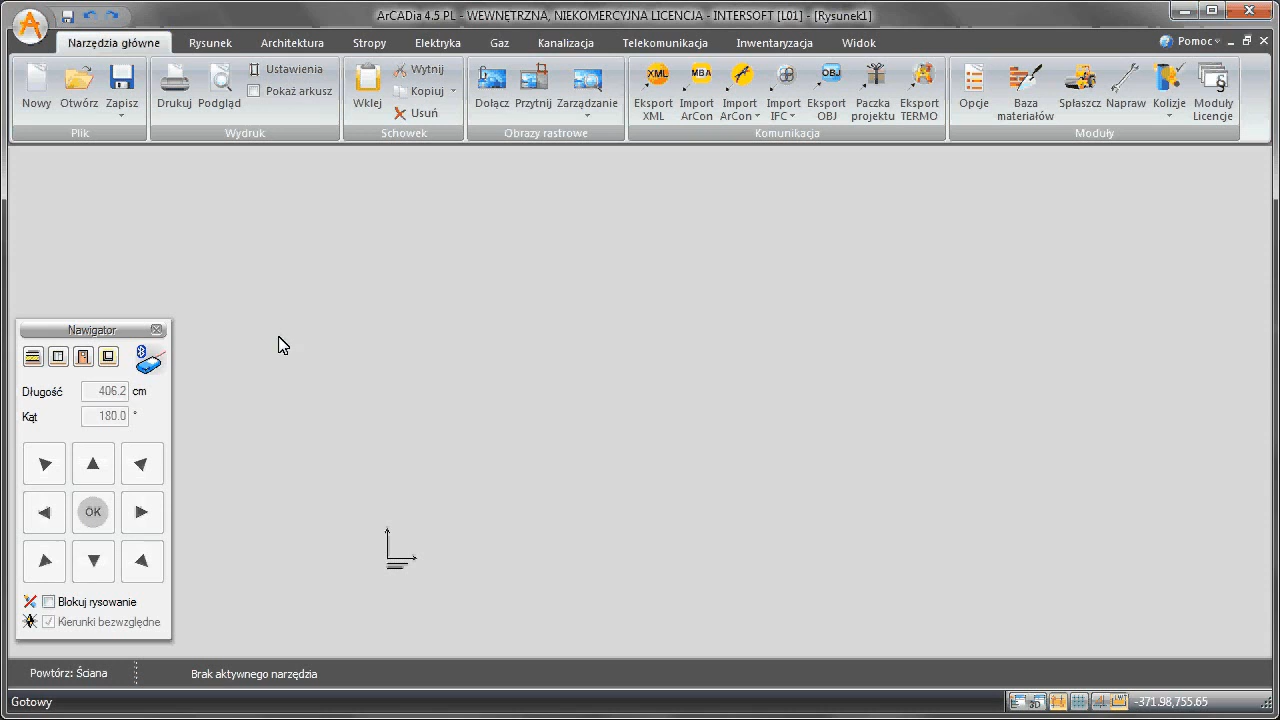 ArCADia 4.5 PL - WEWNĘTRZNA, NIEKOMERCYJNA LICENCJA - INTERSOFT [L01] - [Rysunek1]
Narzędzia główne Rysunek Architektura Stropy Elektryka Gaz Kanalizacja Telekomunikacja Inwentaryzacja Widok Pomoc
Nowy Otwórz Zapisz
Plik
Drukuj Podgląd Ustawienia
Pokaż arkusz
Wydruk
Wklej Wytnij
Kopiuj
Usuń
Schowek
Dołącz Przytnij Zarządzanie
Obrazy rastrowe
XML MBA OBJ
Eksport XML
Import ArCon
Import ArCon
Import IFC
Eksport OBJ
Paczka projektu
Eksport TERMO
Komunikacja
Opcje
Baza materiałów
Spłaszcz
Napraw
Kolizje
Moduły Licencje
Moduły
Nawigator
Długość 406.2 cm
Kąt 180.0 °
OK
Blokuj rysowanie
Kierunki bezwzględne
Powtórz: Ściana Brak aktywnego narzędzia
Gotowy 3D -371.98,755.65